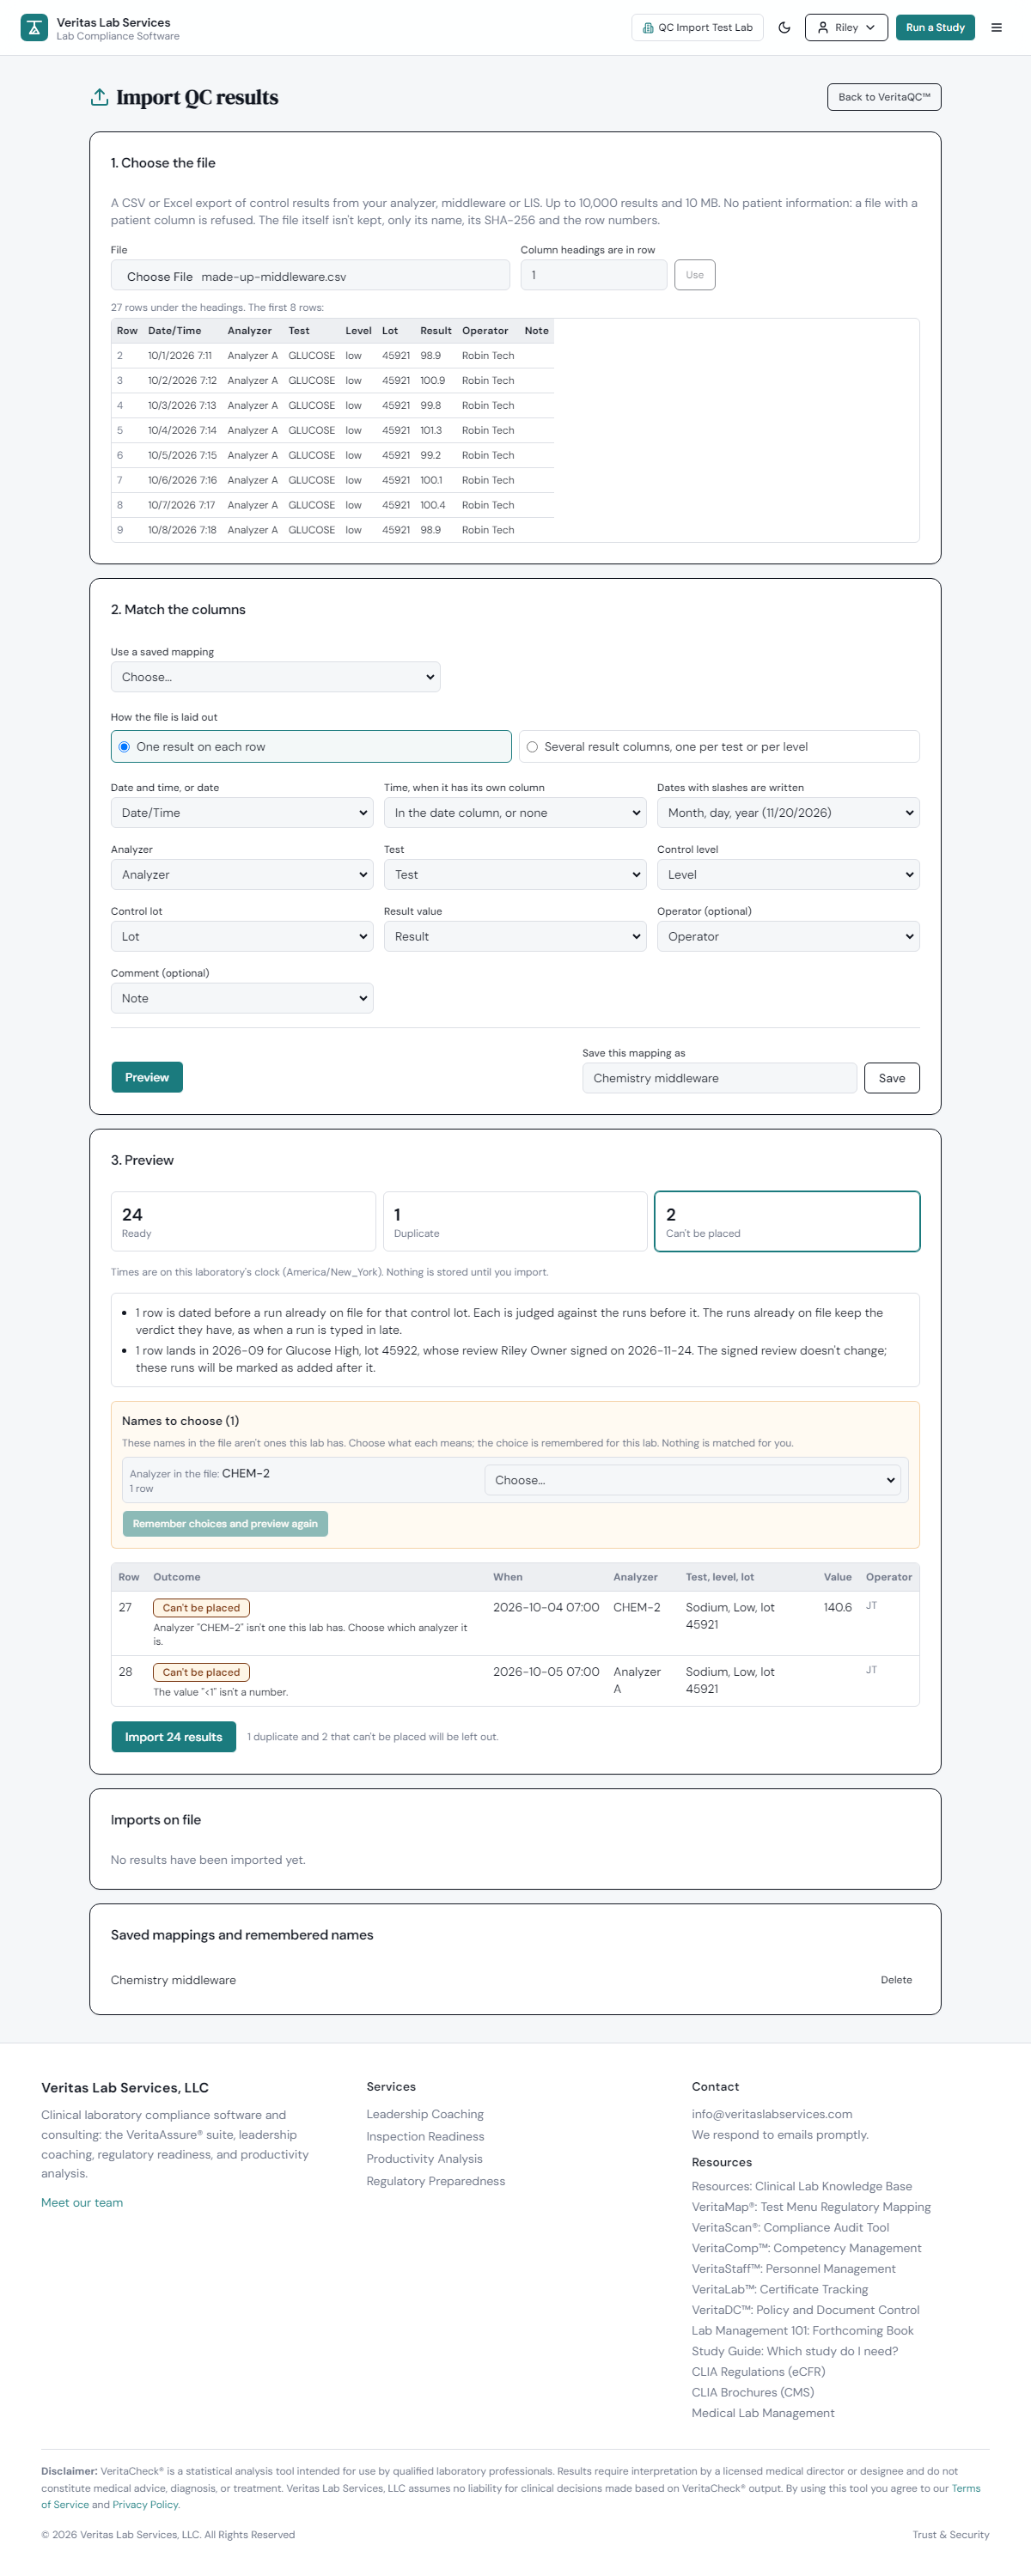 Veritas Lab Services
Lab Compliance Software
QC Import Test Lab
Riley
Run a Study
Import QC results
Back to VeritaQC™
1. Choose the file
A CSV or Excel export of control results from your analyzer, middleware or LIS. Up to 10,000 results and 10 MB. No patient information: a file with a
patient column is refused. The file itself isn't kept, only its name, its SHA-256 and the row numbers.
File
Column headings are in row
Choose File made-up-middleware.csv
1
Use
27 rows under the headings. The first 8 rows:
Row Date/Time Analyzer Test Level Lot Result Operator Note
2 10/1/2026 7:11 Analyzer A GLUCOSE low 45921 98.9 Robin Tech
3 10/2/2026 7:12 Analyzer A GLUCOSE low 45921 100.9 Robin Tech
4 10/3/2026 7:13 Analyzer A GLUCOSE low 45921 99.8 Robin Tech
5 10/4/2026 7:14 Analyzer A GLUCOSE low 45921 101.3 Robin Tech
6 10/5/2026 7:15 Analyzer A GLUCOSE low 45921 99.2 Robin Tech
7 10/6/2026 7:16 Analyzer A GLUCOSE low 45921 100.1 Robin Tech
8 10/7/2026 7:17 Analyzer A GLUCOSE low 45921 100.4 Robin Tech
9 10/8/2026 7:18 Analyzer A GLUCOSE low 45921 98.9 Robin Tech
2. Match the columns
Use a saved mapping
Choose...
How the file is laid out
One result on each row
Several result columns, one per test or per level
Date and time, or date
Time, when it has its own column
Dates with slashes are written
Date/Time
In the date column, or none
Month, day, year (11/20/2026)
Analyzer
Test
Control level
Analyzer
Test
Level
Control lot
Result value
Operator (optional)
Lot
Result
Operator
Comment (optional)
Note
Save this mapping as
Preview
Chemistry middleware
Save
3. Preview
24
Ready
1
Duplicate
2
Can't be placed
Times are on this laboratory's clock (America/New_York). Nothing is stored until you import.
• 1 row is dated before a run already on file for that control lot. Each is judged against the runs before it. The runs already on file keep the
verdict they have, as when a run is typed in late.
• 1 row lands in 2026-09 for Glucose High, lot 45922, whose review Riley Owner signed on 2026-11-24. The signed review doesn't change;
these runs will be marked as added after it.
Names to choose (1)
These names in the file aren't ones this lab has. Choose what each means; the choice is remembered for this lab. Nothing is matched for you.
Analyzer in the file: CHEM-2
1 row
Choose...
Remember choices and preview again
Row Outcome When Analyzer Test, level, lot Value Operator
27 Can't be placed 2026-10-04 07:00 CHEM-2 Sodium, Low, lot 45921 140.6 JT
Analyzer "CHEM-2" isn't one this lab has. Choose which analyzer it
is.
28 Can't be placed 2026-10-05 07:00 Analyzer A Sodium, Low, lot 45921 JT
The value "<1" isn't a number.
Import 24 results
1 duplicate and 2 that can't be placed will be left out.
Imports on file
No results have been imported yet.
Saved mappings and remembered names
Chemistry middleware
Delete
Veritas Lab Services, LLC
Clinical laboratory compliance software and
consulting: the VeritaAssure® suite, leadership
coaching, regulatory readiness, and productivity
analysis.
Meet our team
Services
Leadership Coaching
Inspection Readiness
Productivity Analysis
Regulatory Preparedness
Contact
info@veritaslabservices.com
We respond to emails promptly.
Resources
Resources: Clinical Lab Knowledge Base
VeritaMap®: Test Menu Regulatory Mapping
VeritaScan®: Compliance Audit Tool
VeritaComp™: Competency Management
VeritaStaff™: Personnel Management
VeritaLab™: Certificate Tracking
VeritaDC™: Policy and Document Control
Lab Management 101: Forthcoming Book
Study Guide: Which study do I need?
CLIA Regulations (eCFR)
CLIA Brochures (CMS)
Medical Lab Management
Disclaimer: VeritaCheck® is a statistical analysis tool intended for use by qualified laboratory professionals. Results require interpretation by a licensed medical director or designee and do not
constitute medical advice, diagnosis, or treatment. Veritas Lab Services, LLC assumes no liability for clinical decisions made based on VeritaCheck® output. By using this tool you agree to our Terms
of Service and Privacy Policy.
© 2026 Veritas Lab Services, LLC. All Rights Reserved
Trust & Security